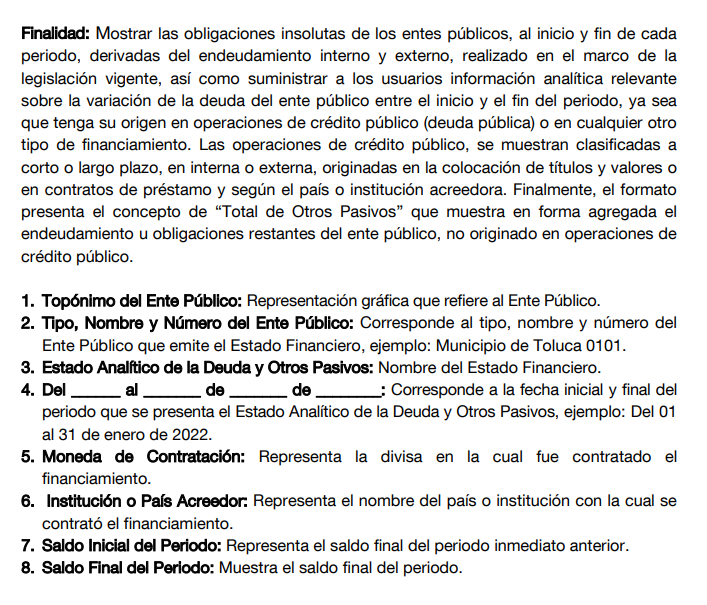 Finalidad: Mostrar las obligaciones insolutas de los entes públicos, al inicio y fin de cada
periodo, derivadas del endeudamiento interno y externo, realizado en el marco de la
legislación vigente, así como suministrar a los usuarios información analítica relevante
sobre la variación de la deuda del ente público entre el inicio y el fin del periodo, ya sea
que tenga su origen en operaciones de crédito público (deuda pública) o en cualquier otro
tipo de financiamiento. Las operaciones de crédito público, se muestran clasificadas a
corto o largo plazo, en interna o externa, originadas en la colocación de títulos y valores o
en contratos de préstamo y según el país o institución acreedora. Finalmente, el formato
presenta el concepto de “Total de Otros Pasivos” que muestra en forma agregada el
endeudamiento u obligaciones restantes del ente público, no originado en operaciones de
crédito público.
1. Topónimo del Ente Público: Representación gráfica que refiere al Ente Público.
2. Tipo, Nombre y Número del Ente Público: Corresponde al tipo, nombre y número del
Ente Público que emite el Estado Financiero, ejemplo: Municipio de Toluca 0101.
3. Estado Analítico de la Deuda y Otros Pasivos: Nombre del Estado Financiero.
4. Del ______ al _______ de _______ de ________: Corresponde a la fecha inicial y final del
periodo que se presenta el Estado Analítico de la Deuda y Otros Pasivos, ejemplo: Del 01
al 31 de enero de 2022.
5. Moneda de Contratación: Representa la divisa en la cual fue contratado el
financiamiento.
6. Institución o País Acreedor: Representa el nombre del país o institución con la cual se
contrató el financiamiento.
7. Saldo Inicial del Periodo: Representa el saldo final del periodo inmediato anterior.
8. Saldo Final del Periodo: Muestra el saldo final del periodo.